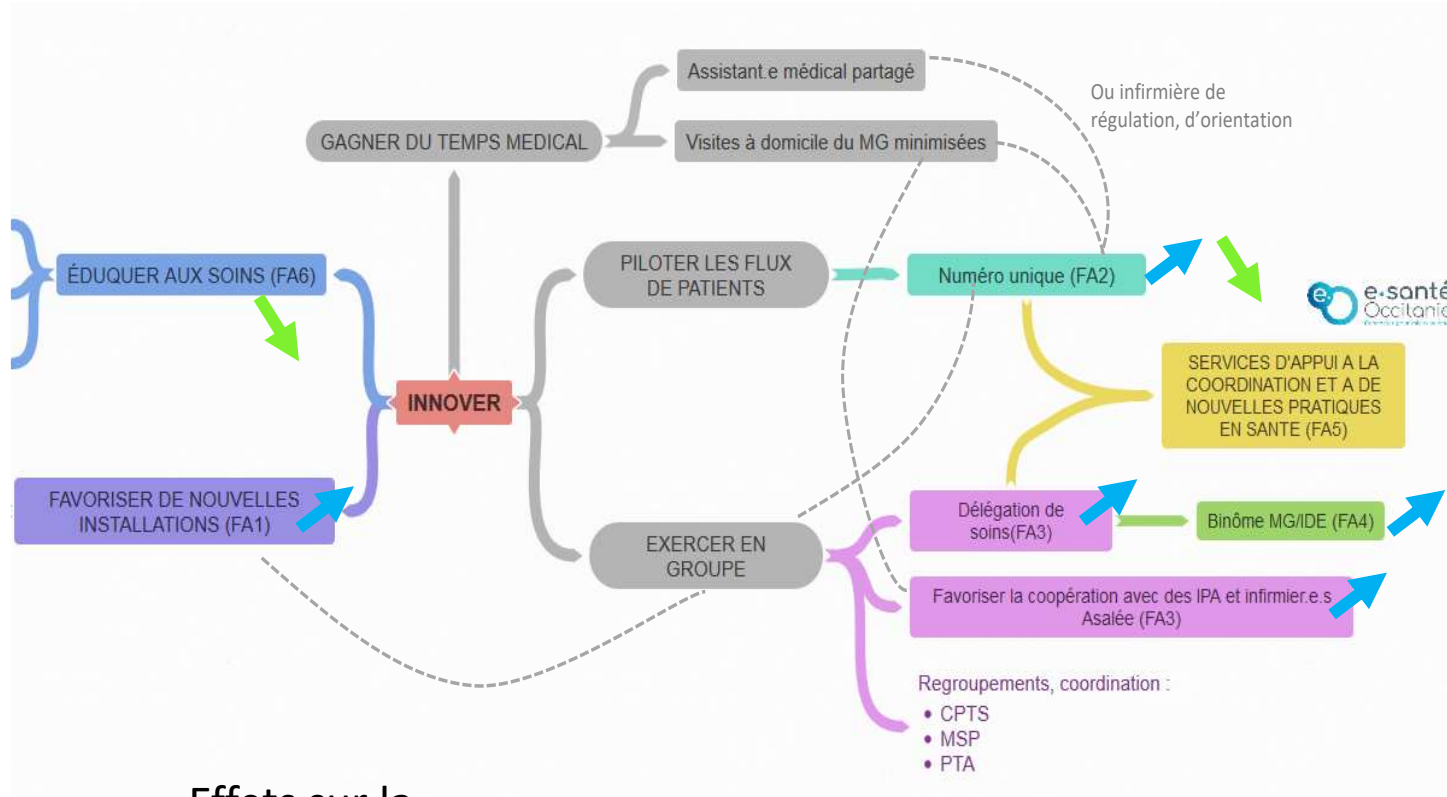 Assistant.e médical partagé
Ou infirmière de
régulation, d'orientation
GAGNER DU TEMPS MEDICAL
Visites à domicile du MG minimisées
ÉDUQUER AUX SOINS (FA6)
PILOTER LES FLUX
DE PATIENTS
Numéro unique (FA2)
e-santé
Occitanie
SERVICES D'APPUI A LA
COORDINATION ET A DE
NOUVELLES PRATIQUES
EN SANTE (FA5)
INNOVER
FAVORISER DE NOUVELLES
INSTALLATIONS (FA1)
EXERCER EN
GROUPE
Délégation de
soins(FA3)
Binôme MG/IDE (FA4)
Favoriser la coopération avec des IPA et infirmier.e.s
Asalée (FA3)
Regroupements, coordination :
• CPTS
• MSP
• PTA
Effets sur la